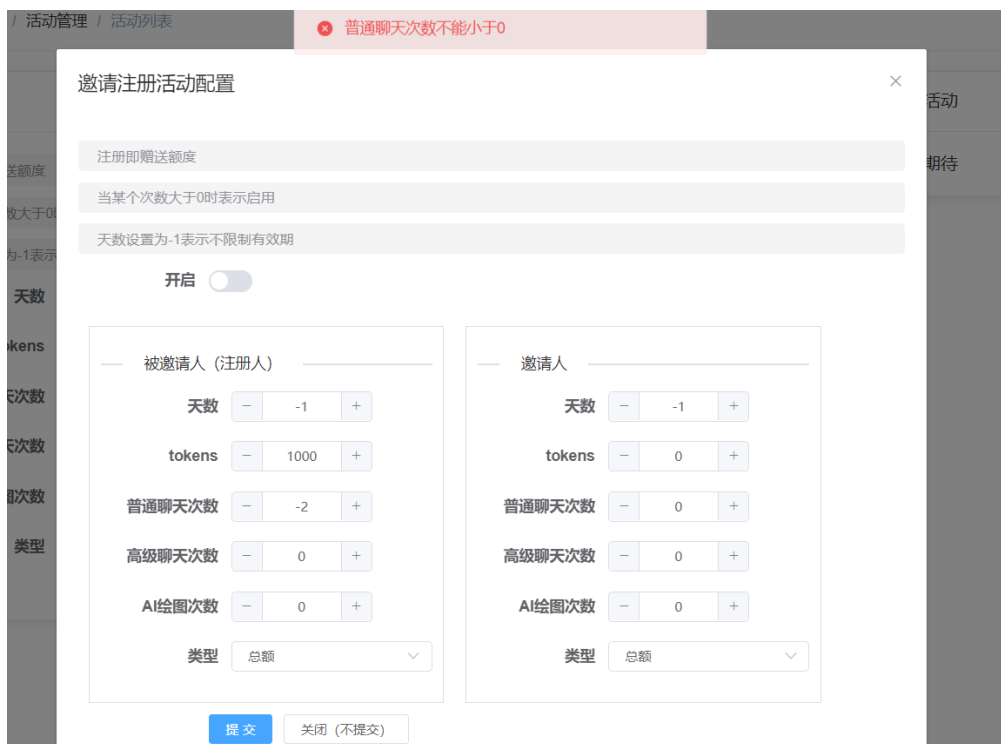 / 活动管理 / 活动列表
普通聊天次数不能小于0
邀请注册活动配置
活动
注册即赠送额度
期待
送额度
当某个次数大于0时表示启用
数大于0
天数设置为-1表示不限制有效期
为-1表示
开启
天数
被邀请人（注册人）
邀请人
okens
天数 - -1 +
天数 - -1 +
天次数
tokens - 1000 +
tokens - 0 +
天次数
普通聊天次数 - -2 +
普通聊天次数 - 0 +
图次数
高级聊天次数 - 0 +
高级聊天次数 - 0 +
类型
AI绘图次数 - 0 +
AI绘图次数 - 0 +
类型 总额
类型 总额
提交
关闭（不提交）